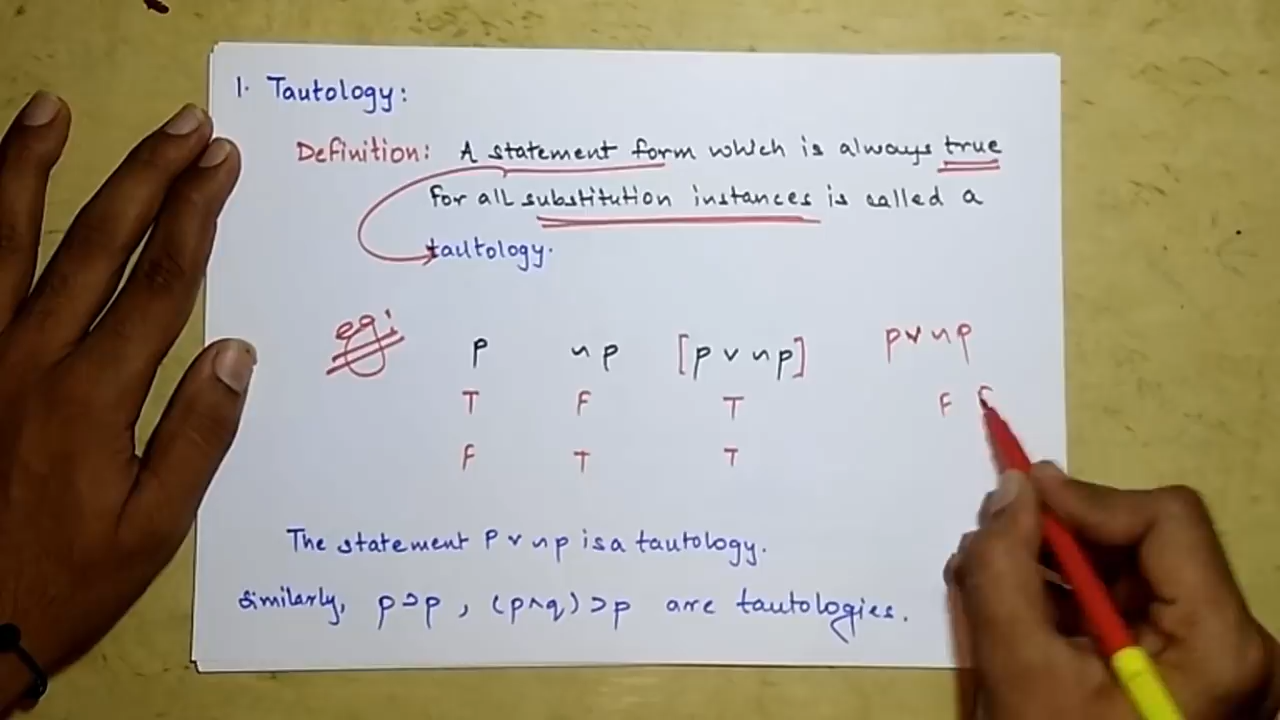 1. Tautology:
Definition: A statement form which is always true
for all substitution instances is called a
tautology.
eg:
p ~p [p v ~p] p v ~p
T F T F F
F T T
The statement P v ~p is a tautology.
Similarly, p⊃p, (p∧q)⊃p are tautologies.